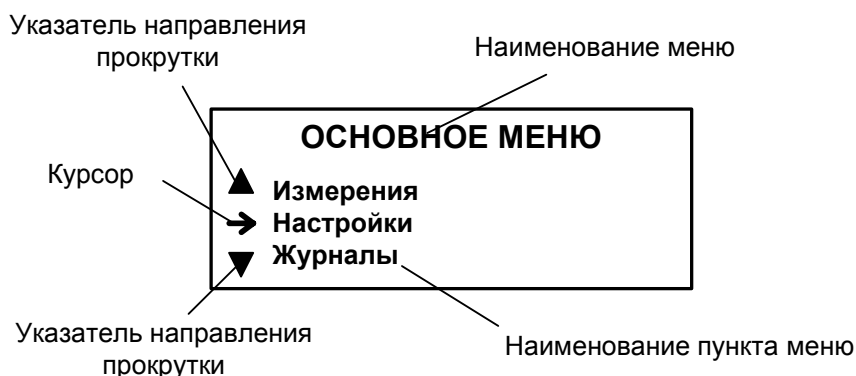 Указатель направления
прокрутки
Наименование меню
ОСНОВНОЕ МЕНЮ
Курсор
Измерения
Настройки
Журналы
Указатель направления
прокрутки
Наименование пункта меню